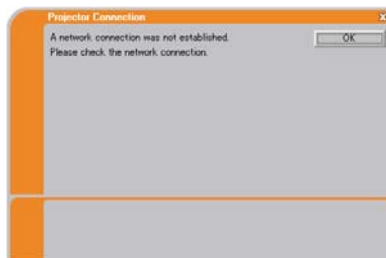 Projector Connection X
A network connection was not established. OK
Please check the network connection.